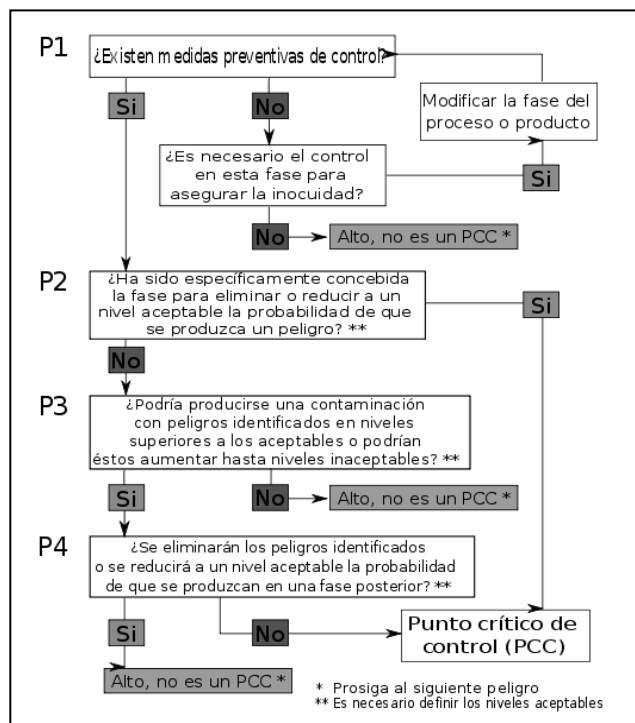 P1
¿Existen medidas preventivas de control?
Si
No
Modificar la fase del
proceso o producto
¿Es necesario el control
en esta fase para
asegurar la inocuidad?
Si
No
Alto, no es un PCC *
P2
¿Ha sido específicamente concebida
la fase para eliminar o reducir a un
nivel aceptable la probabilidad de que
se produzca un peligro? **
Si
No
P3
¿Podría producirse una contaminación
con peligros identificados en niveles
superiores a los aceptables o podrían
éstos aumentar hasta niveles inaceptables? **
Si
No
Alto, no es un PCC *
P4
¿Se eliminarán los peligros identificados
o se reducirá a un nivel aceptable la probabilidad
de que se produzcan en una fase posterior? **
Si
No
Punto crítico de
control (PCC)
Alto, no es un PCC *
* Prosiga al siguiente peligro
** Es necesario definir los niveles aceptables